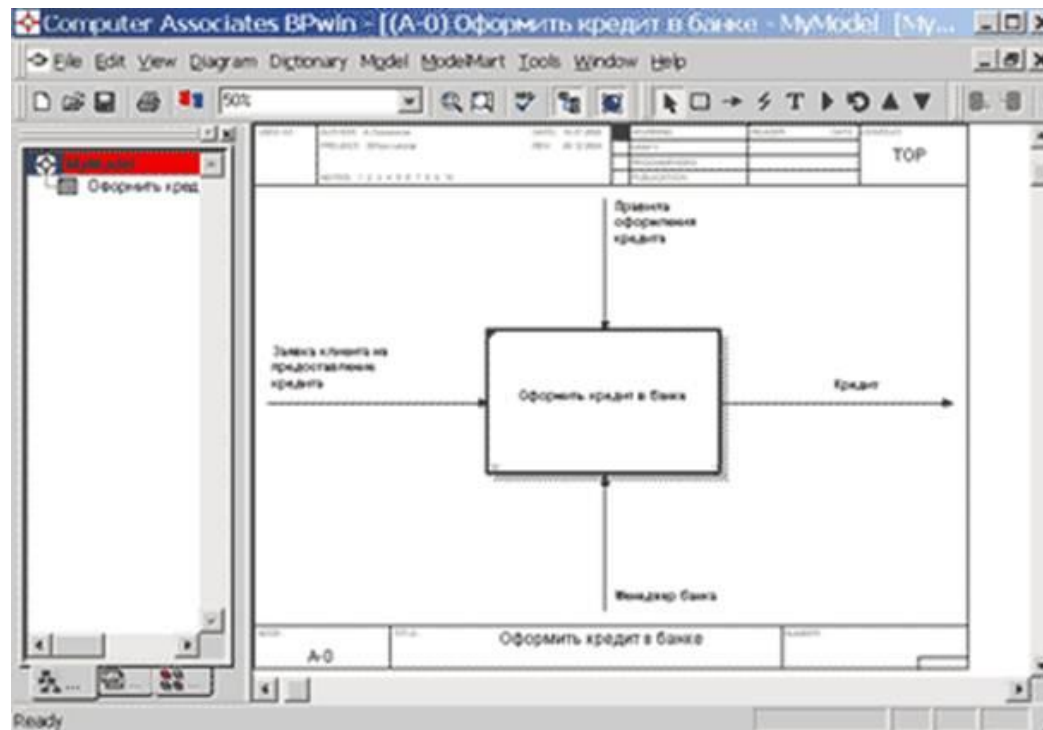 Computer Associates BPwin - [(A-0) Оформить кредит в банке - MyModel [My...
File Edit View Diagram Dictionary Model ModelMart Tools Window Help
50%
MyModel
Оформить кред
TOP
Правила
оформления
кредита
Заявка клиента на
предоставление
кредита
Оформить кредит в банке
Кредит
Менеджер банка
A-0
Оформить кредит в банке
Ready